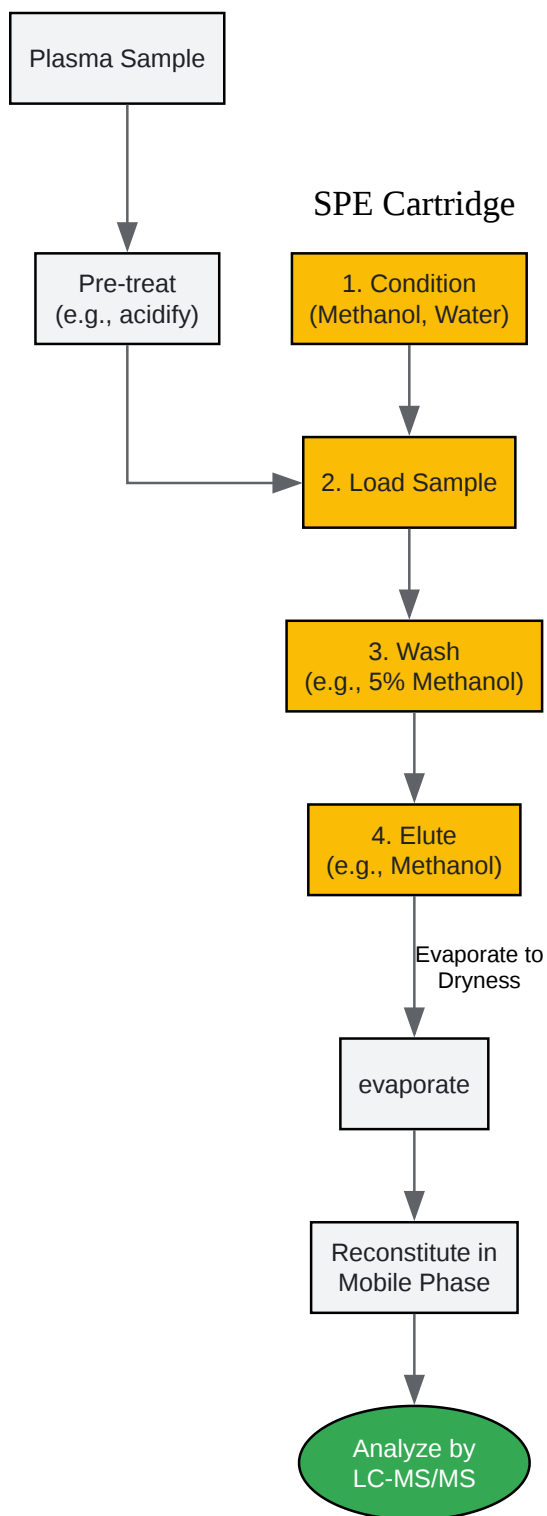 Plasma Sample
SPE Cartridge
Pre-treat
(e.g., acidify)
1. Condition
(Methanol, Water)
2. Load Sample
3. Wash
(e.g., 5% Methanol)
4. Elute
(e.g., Methanol)
Evaporate to
Dryness
evaporate
Reconstitute in
Mobile Phase
Analyze by
LC-MS/MS